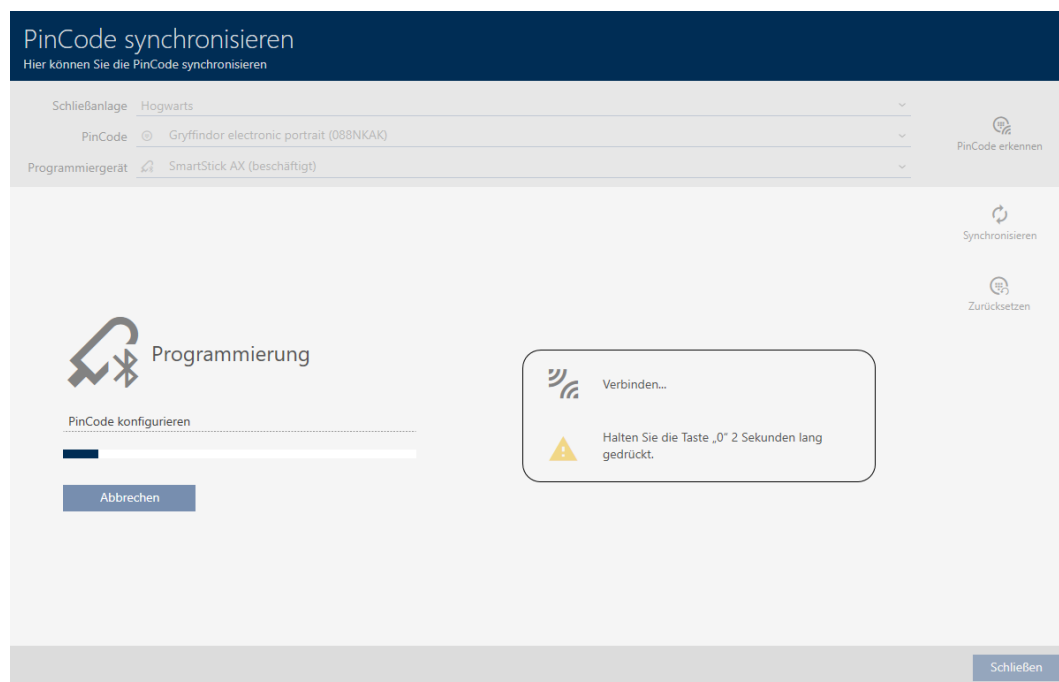 PinCode synchronisieren
Hier können Sie die PinCode synchronisieren
Schließanlage Hogwarts
PinCode Gryffindor electronic portrait (088NKAK)
Programmiergerät SmartStick AX (beschäftigt)
PinCode erkennen
Synchronisieren
Zurücksetzen
Programmierung
PinCode konfigurieren
Abbrechen
Verbinden...
Halten Sie die Taste „0" 2 Sekunden lang
gedrückt.
Schließen